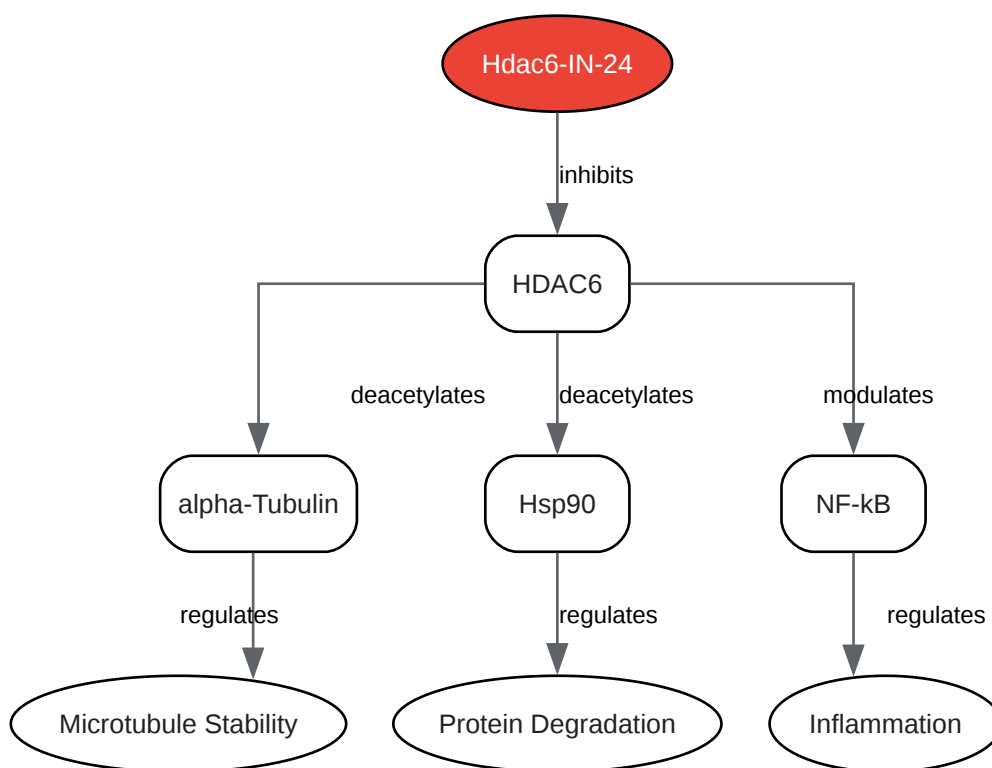 Hdac6-IN-24
inhibits
HDAC6
deacetylates
deacetylates
modulates
alpha-Tubulin
Hsp90
NF-kB
regulates
regulates
regulates
Microtubule Stability
Protein Degradation
Inflammation